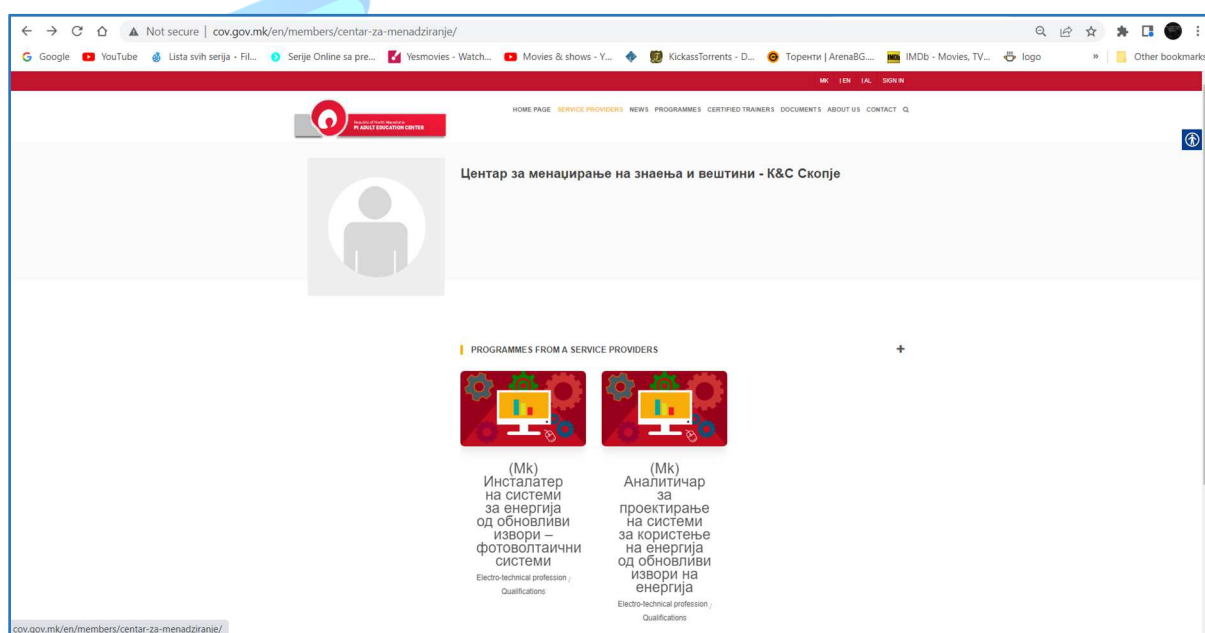 Not secure | cov.gov.mk/en/members/centar-za-menadziranje/
Google YouTube Lista svih serija - Fil... Serije Online sa pre... Yesmovies - Watch... Movies & shows - Y... KickassTorrents - D... Торенти | ArenaBG.... IMDb - Movies, TV... logo » Other bookmarks
MK | EN | AL SIGN IN
HOME PAGE SERVICE PROVIDERS NEWS PROGRAMMES CERTIFIED TRAINERS DOCUMENTS ABOUT US CONTACT
Republic of North Macedonia
PI ADULT EDUCATION CENTER
Центар за менаџирање на знаења и вештини - К&С Скопје
PROGRAMMES FROM A SERVICE PROVIDERS +
(Mk)
Инсталатер
на системи
за енергија
од обновливи
извори –
фотоволтаични
системи
Electro-technical profession /
Qualifications
(Mk)
Аналитичар
за
проектирање
на системи
за користење
на енергија
од обновливи
извори на
енергија
Electro-technical profession /
Qualifications
cov.gov.mk/en/members/centar-za-menadziranje/